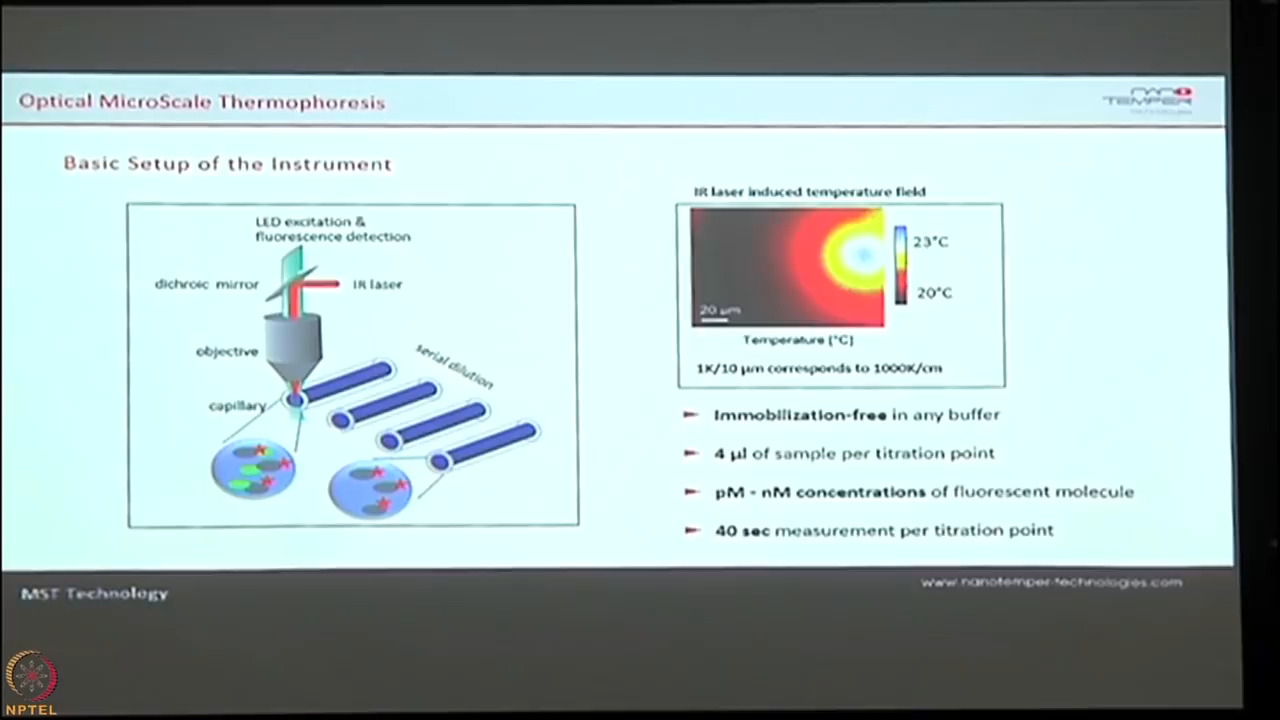 Optical MicroScale Thermophoresis
NANO
TEMPER
Basic Setup of the Instrument
LED excitation &
fluorescence detection
dichroic mirror
IR laser
objective
serial dilution
capillary
IR laser induced temperature field
23°C
20°C
20 µm
Temperature [°C]
1K/10 µm corresponds to 1000K/cm
Immobilization-free in any buffer
4 µl of sample per titration point
pM - nM concentrations of fluorescent molecule
40 sec measurement per titration point
MST Technology
www.nanotemper-technologies.com
NPTEL